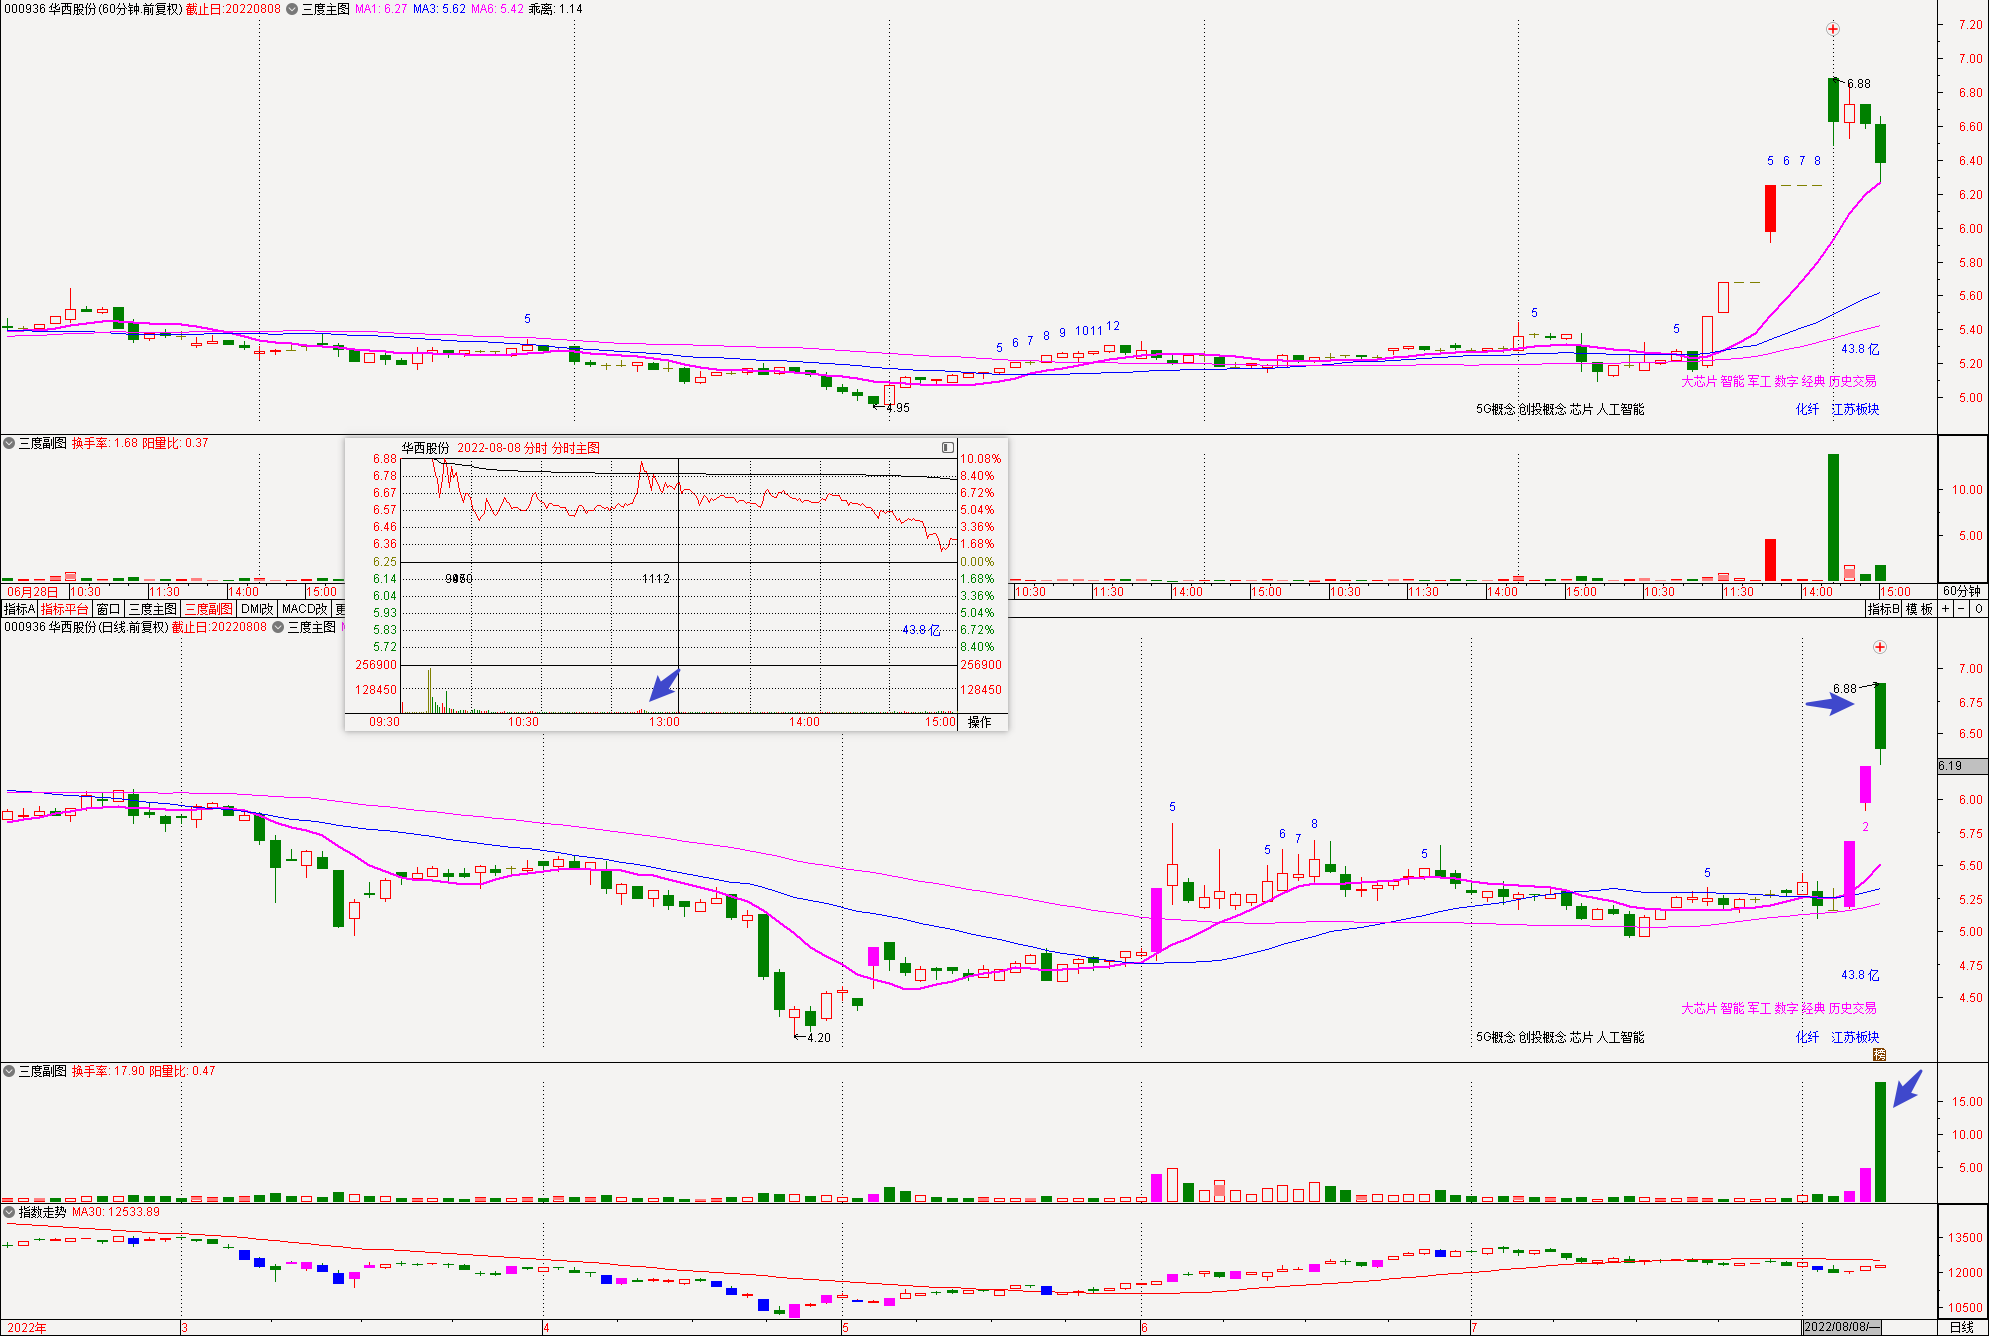 000936 华西股份(60分钟.前复权) 截止日:20220808 三度主图 MA1: 6.27 MA3: 5.62 MA6: 5.42 乖离: 1.14
7.20
7.00
6.88
6.80
6.60
5 6 7 8
6.40
6.20
6.00
5.80
5.60
5 5 5
5.40
5 6 7 8 9 10 11 12
43.8 亿
5.20
大芯片 智能 军工 数字 经典 历史交易
5.00
4.95
5G概念 创投概念 芯片 人工智能 化纤 江苏板块
三度副图 换手率: 1.68 阳量比: 0.37
10.00
5.00
华西股份 2022-08-08 分时 分时主图
6.88 10.08%
6.78 8.40%
6.67 6.72%
6.57 5.04%
6.46 3.36%
6.36 1.68%
6.25 0.00%
6.14 1112 1.68%
6.04 3.36%
5.93 5.04%
5.83 43.8 亿 6.72%
5.72 8.40%
256900 256900
128450 128450
09:30 10:30 13:00 14:00 15:00 操作
06月28日 10:30 11:30 14:00 15:00 10:30 11:30 14:00 15:00 10:30 11:30 14:00 15:00 10:30 11:30 14:00 15:00 60分钟
指标A 指标平台 窗口 三度主图 三度副图 DMI改 MACD改 指标B 模 板 + − 0
000936 华西股份(日线.前复权) 截止日:20220808 三度主图
7.00
6.88
6.75
6.50
6.19
6.00
5.75
5.50
5.25
5.00
4.75
4.50
5 5 6 7 8 5 5 2
43.8 亿
大芯片 智能 军工 数字 经典 历史交易
4.20
5G概念 创投概念 芯片 人工智能 化纤 江苏板块
榜
三度副图 换手率: 17.90 阳量比: 0.47
15.00
10.00
5.00
指数走势 MA30: 12533.89
13500
12000
10500
2022年 3 4 5 6 7 2022/08/08/一 日线